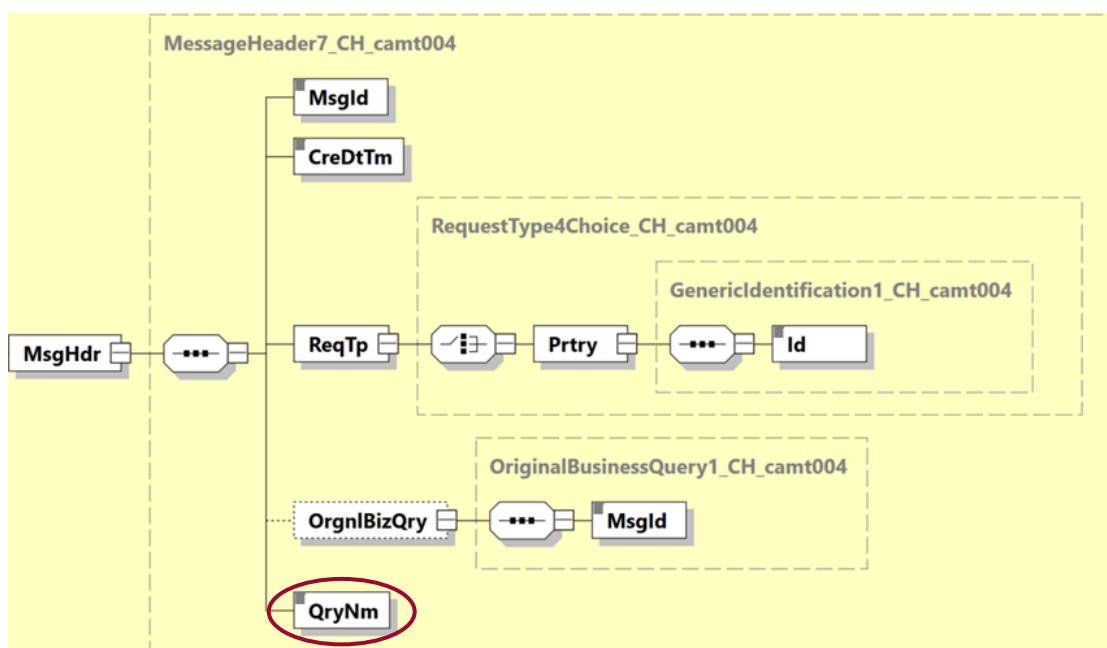 MessageHeader7_CH_camt004
MsgId
CreDtTm
RequestType4Choice_CH_camt004
GenericIdentification1_CH_camt004
MsgHdr
ReqTp
Prtry
Id
OriginalBusinessQuery1_CH_camt004
OrgnlBizQry
MsgId
QryNm